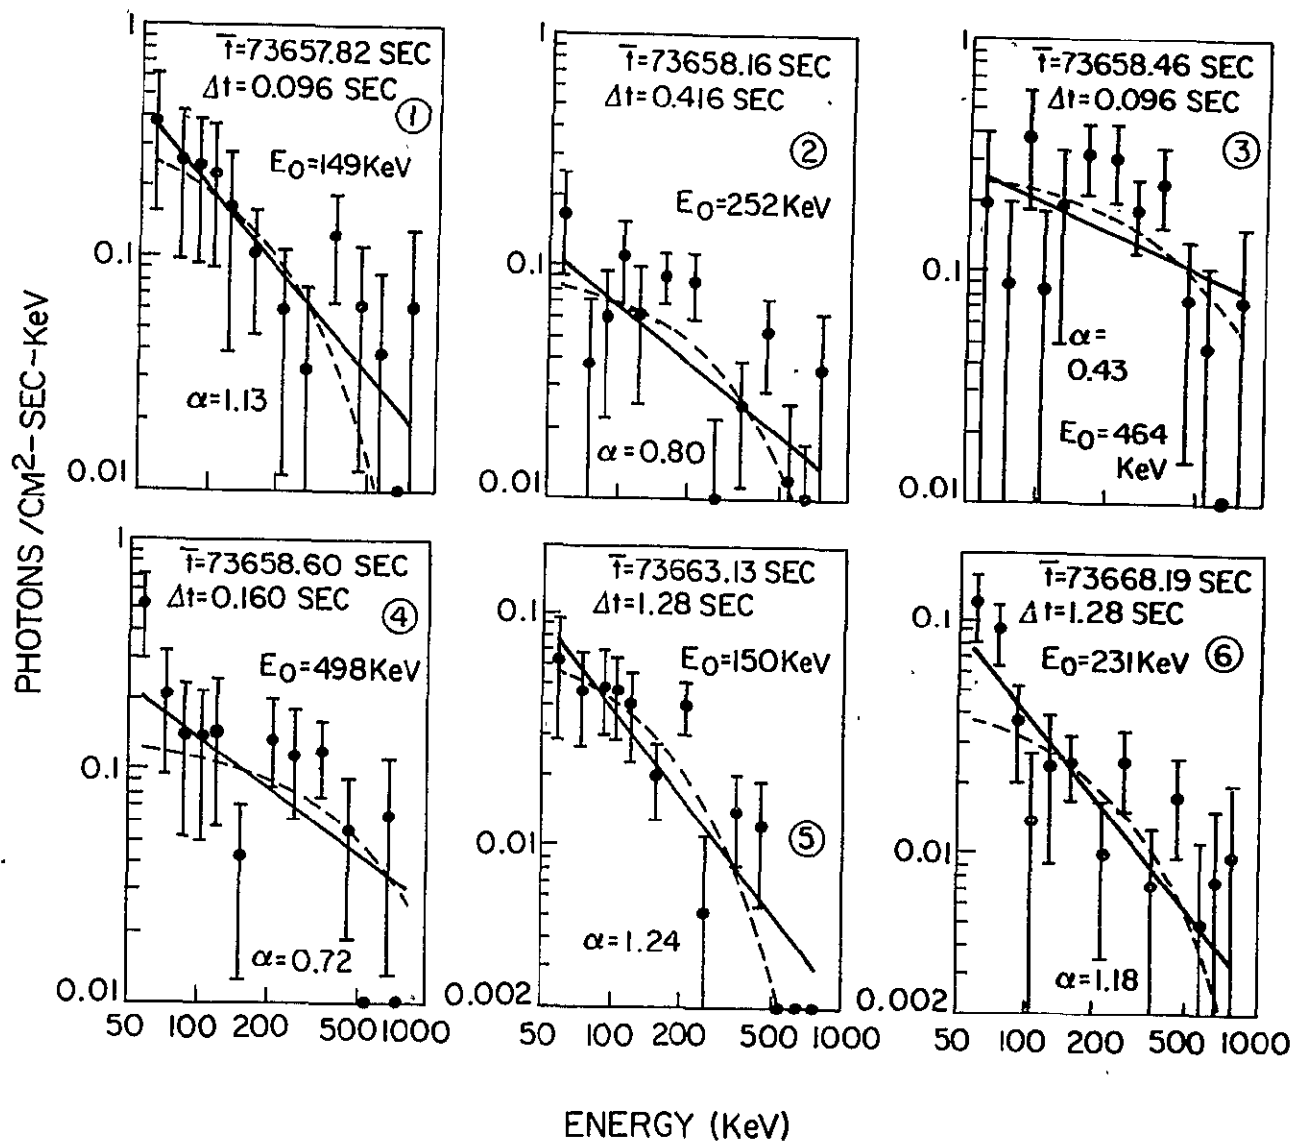 PHOTONS /CM²-SEC-KeV
1
0.1
0.01
t̅=73657.82 SEC
Δt=0.096 SEC
①
E₀=149KeV
α=1.13
1
0.1
0.01
t̅=73658.16 SEC
Δt=0.416 SEC
②
E₀=252KeV
α=0.80
1
0.1
0.01
t̅=73658.46 SEC
Δt=0.096 SEC
③
α=
0.43
E₀=464
KeV
1
0.1
0.01
t̅=73658.60 SEC
Δt=0.160 SEC
④
E₀=498KeV
α=0.72
50 100 200 500 1000
0.1
0.01
0.002
t̅=73663.13 SEC
Δt=1.28 SEC
E₀=150KeV
⑤
α=1.24
50 100 200 500 1000
0.1
0.01
0.002
t̅=73668.19 SEC
Δt=1.28 SEC
E₀=231KeV ⑥
α=1.18
50 100 200 500 1000
ENERGY (KeV)